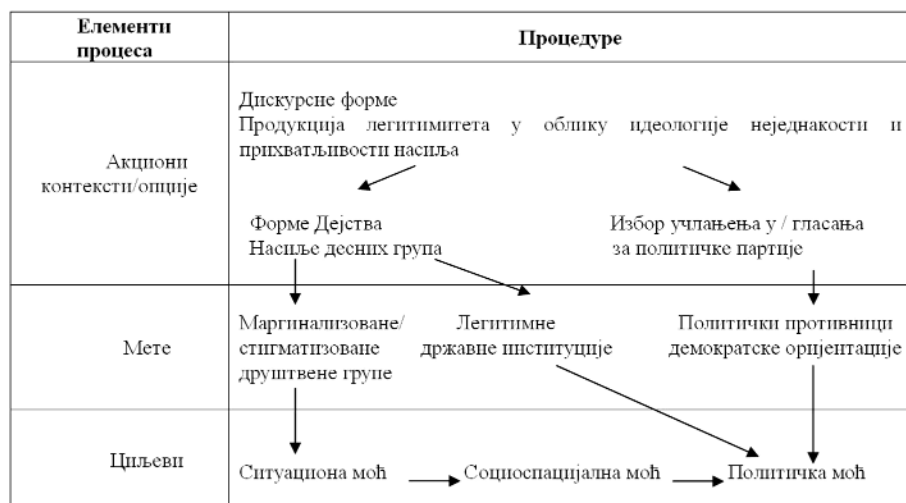 Елементи
процеса
Процедуре
Дискурсне форме
Продукција легитимитета у облику идеологије неједнакости и
прихватљивости насиља
Акциони
контексти/опције
Форме Дејства
Насиље десних група
Избор учлањења у / гласања
за политичке партије
Мете
Маргинализоване/
стигматизоване
друштвене групе
Легитимне
државне институције
Политички противници
демократске оријентације
Циљеви
Ситуациона моћ
Социоспацијална моћ
Политичка моћ